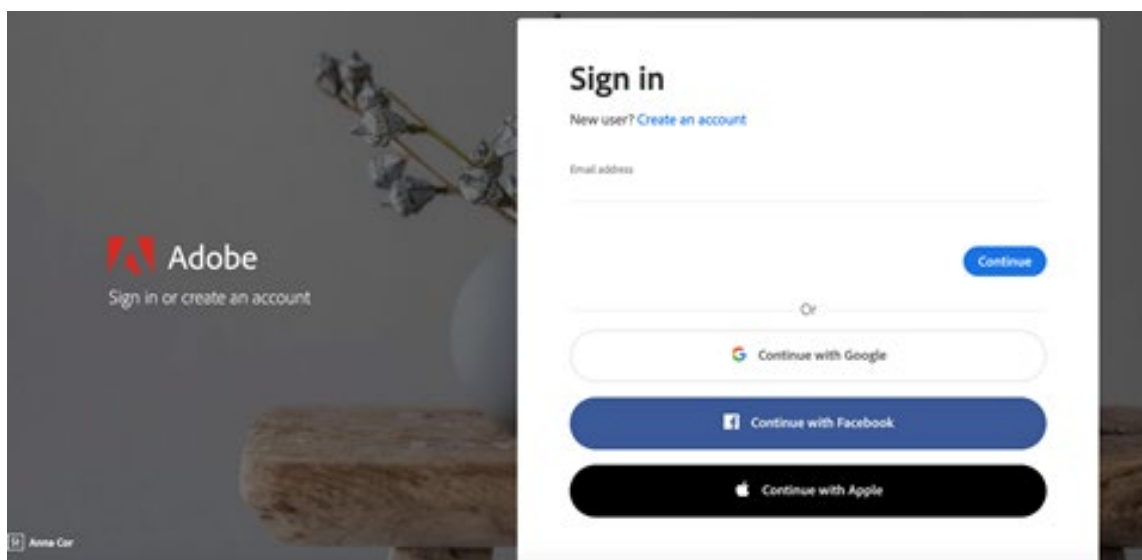 Adobe
Sign in or create an account
St Anna Cor
Sign in
New user? Create an account
Email address
Continue
Or
Continue with Google
Continue with Facebook
Continue with Apple